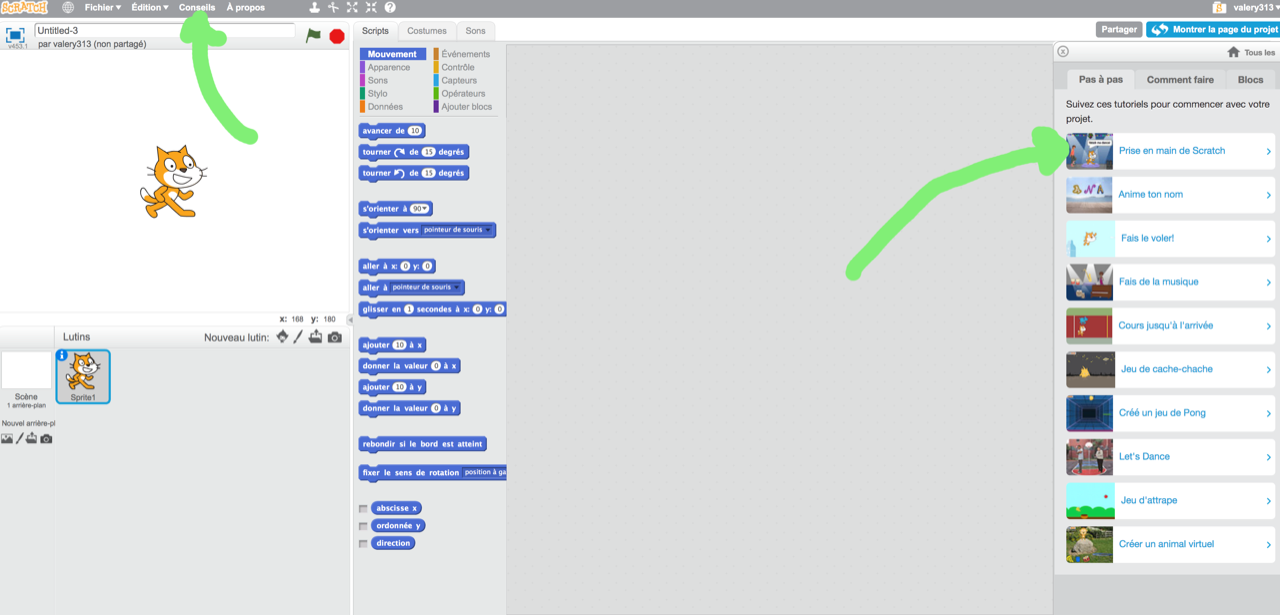 SCRATCH
Fichier ▾ Édition ▾ Conseils À propos
valery313 ▾
v453.1
Untitled-3
par valery313 (non partagé)
Scripts Costumes Sons
Partager Montrer la page du projet
Mouvement
Apparence
Sons
Stylo
Données
Événements
Contrôle
Capteurs
Opérateurs
Ajouter blocs
avancer de 10
tourner de 15 degrés
tourner de 15 degrés
s'orienter à 90▾
s'orienter vers pointeur de souris
aller à x: 0 y: 0
aller à pointeur de souris
glisser en 1 secondes à x: 0 y: 0
ajouter 10 à x
donner la valeur 0 à x
ajouter 10 à y
donner la valeur 0 à y
rebondir si le bord est atteint
fixer le sens de rotation position à ga
abscisse x
ordonnée y
direction
x: 168 y: 180
Lutins
Nouveau lutin:
Scène
1 arrière-plan
Nouvel arrière-pl
Sprite1
Tous les
Pas à pas Comment faire Blocs
Suivez ces tutoriels pour commencer avec votre
projet.
Prise en main de Scratch
Anime ton nom
Fais le voler!
Fais de la musique
Cours jusqu'à l'arrivée
Jeu de cache-chache
Créé un jeu de Pong
Let's Dance
Jeu d'attrape
Créer un animal virtuel